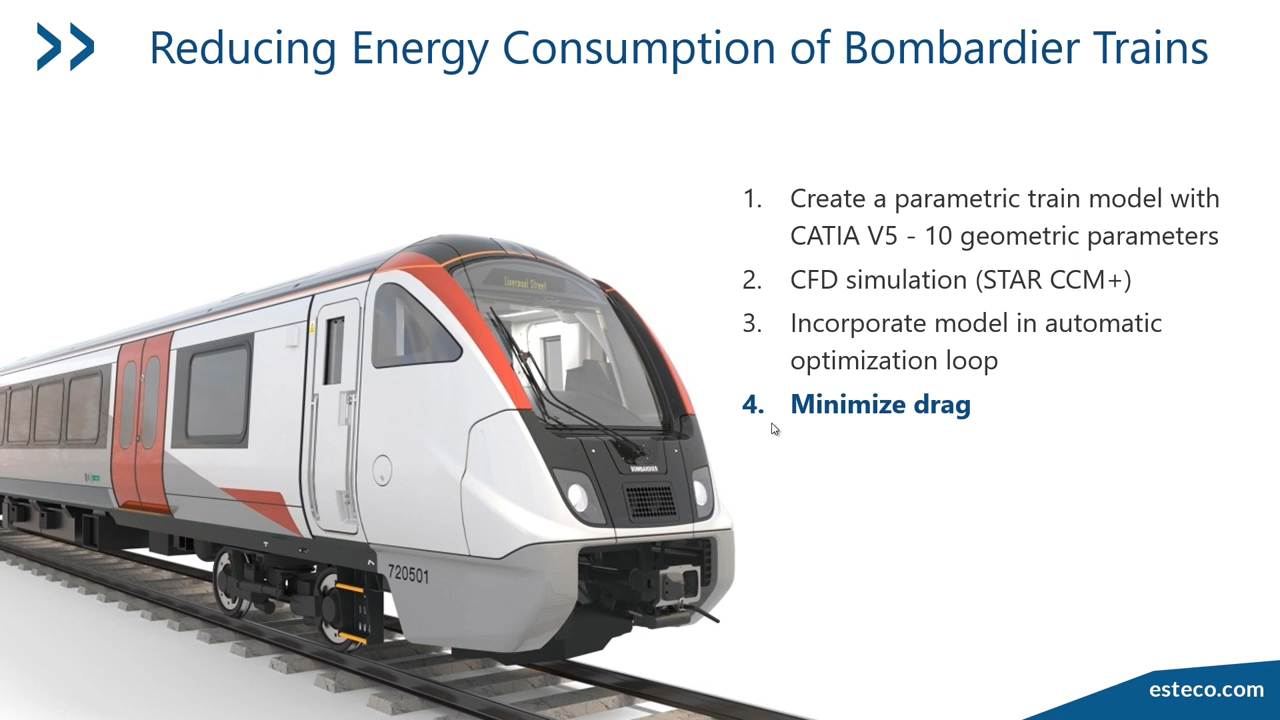 Reducing Energy Consumption of Bombardier Trains
1. Create a parametric train model with
CATIA V5 - 10 geometric parameters
2. CFD simulation (STAR CCM+)
3. Incorporate model in automatic
optimization loop
4. Minimize drag
Liverpool Street
BOMBARDIER
720501
esteco.com